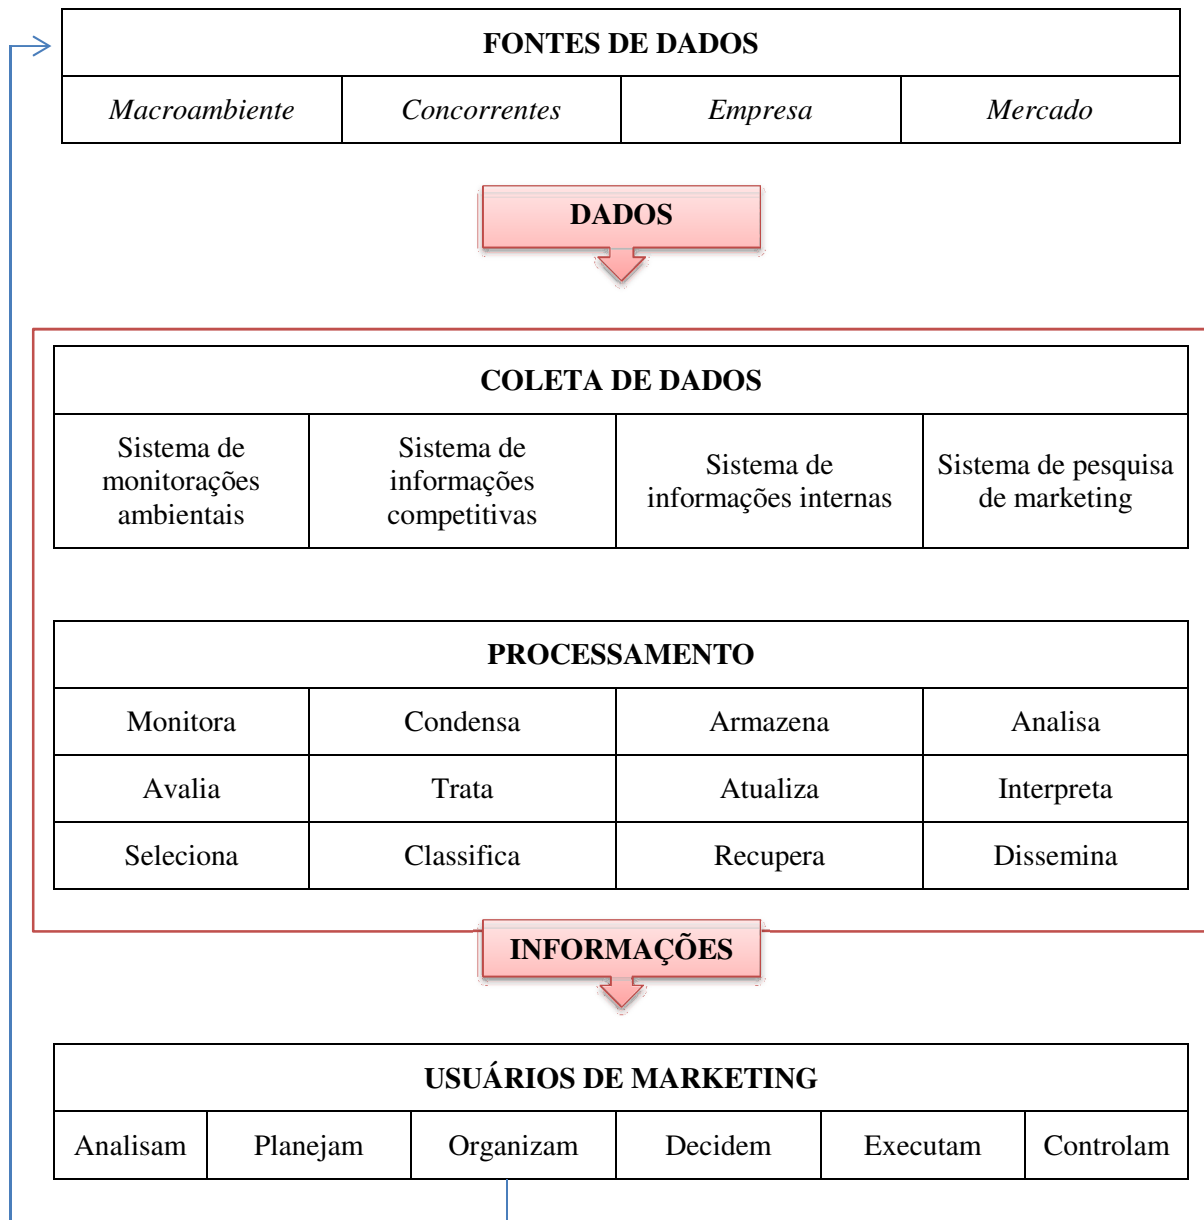 FONTES DE DADOS
Macroambiente Concorrentes Empresa Mercado
DADOS
COLETA DE DADOS
Sistema de
monitorações
ambientais
Sistema de
informações
competitivas
Sistema de
informações internas
Sistema de pesquisa
de marketing
PROCESSAMENTO
Monitora Condensa Armazena Analisa
Avalia Trata Atualiza Interpreta
Seleciona Classifica Recupera Dissemina
INFORMAÇÕES
USUÁRIOS DE MARKETING
Analisam Planejam Organizam Decidem Executam Controlam